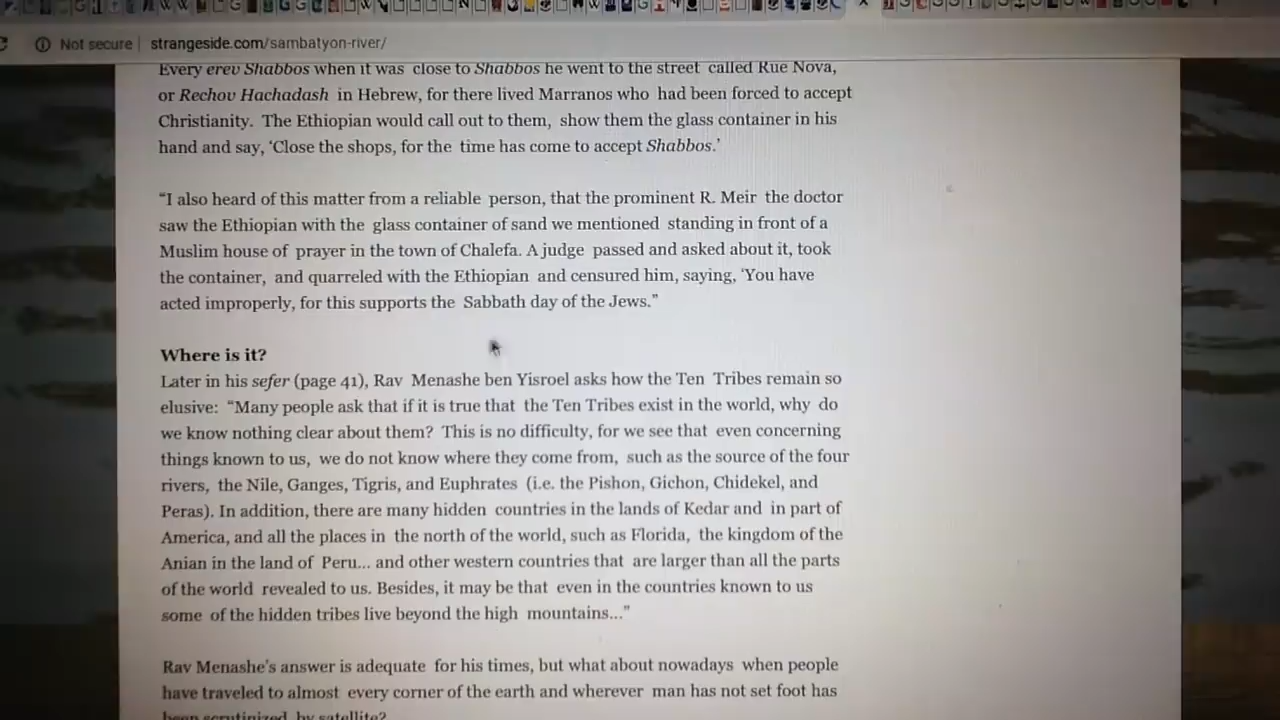 Not secure | strangeside.com/sambatyon-river/
Every erev Shabbos when it was close to Shabbos he went to the street called Rue Nova,
or Rechov Hachadash in Hebrew, for there lived Marranos who had been forced to accept
Christianity. The Ethiopian would call out to them, show them the glass container in his
hand and say, ‘Close the shops, for the time has come to accept Shabbos.’
“I also heard of this matter from a reliable person, that the prominent R. Meir the doctor
saw the Ethiopian with the glass container of sand we mentioned standing in front of a
Muslim house of prayer in the town of Chalefa. A judge passed and asked about it, took
the container, and quarreled with the Ethiopian and censured him, saying, ‘You have
acted improperly, for this supports the Sabbath day of the Jews.”
Where is it?
Later in his sefer (page 41), Rav Menashe ben Yisroel asks how the Ten Tribes remain so
elusive: “Many people ask that if it is true that the Ten Tribes exist in the world, why do
we know nothing clear about them? This is no difficulty, for we see that even concerning
things known to us, we do not know where they come from, such as the source of the four
rivers, the Nile, Ganges, Tigris, and Euphrates (i.e. the Pishon, Gichon, Chidekel, and
Peras). In addition, there are many hidden countries in the lands of Kedar and in part of
America, and all the places in the north of the world, such as Florida, the kingdom of the
Anian in the land of Peru... and other western countries that are larger than all the parts
of the world revealed to us. Besides, it may be that even in the countries known to us
some of the hidden tribes live beyond the high mountains...”
Rav Menashe’s answer is adequate for his times, but what about nowadays when people
have traveled to almost every corner of the earth and wherever man has not set foot has
been scrutinized by satellite?